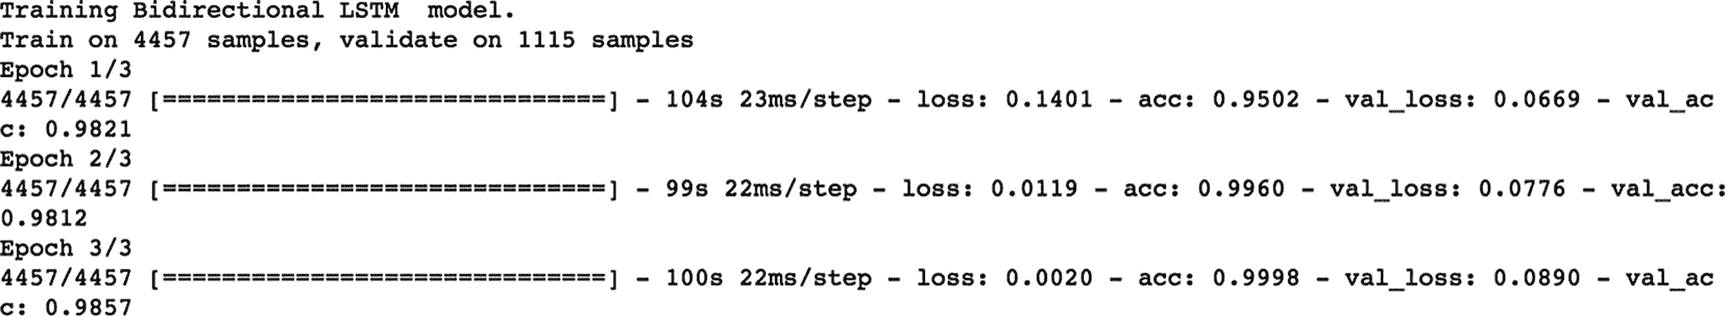 Training Bidirectional LSTM  model.
Train on 4457 samples, validate on 1115 samples
Epoch 1/3
4457/4457 [==============================] - 104s 23ms/step - loss: 0.1401 - acc: 0.9502 - val_loss: 0.0669 - val_ac
c: 0.9821
Epoch 2/3
4457/4457 [==============================] - 99s 22ms/step - loss: 0.0119 - acc: 0.9960 - val_loss: 0.0776 - val_acc:
0.9812
Epoch 3/3
4457/4457 [==============================] - 100s 22ms/step - loss: 0.0020 - acc: 0.9998 - val_loss: 0.0890 - val_ac
c: 0.9857